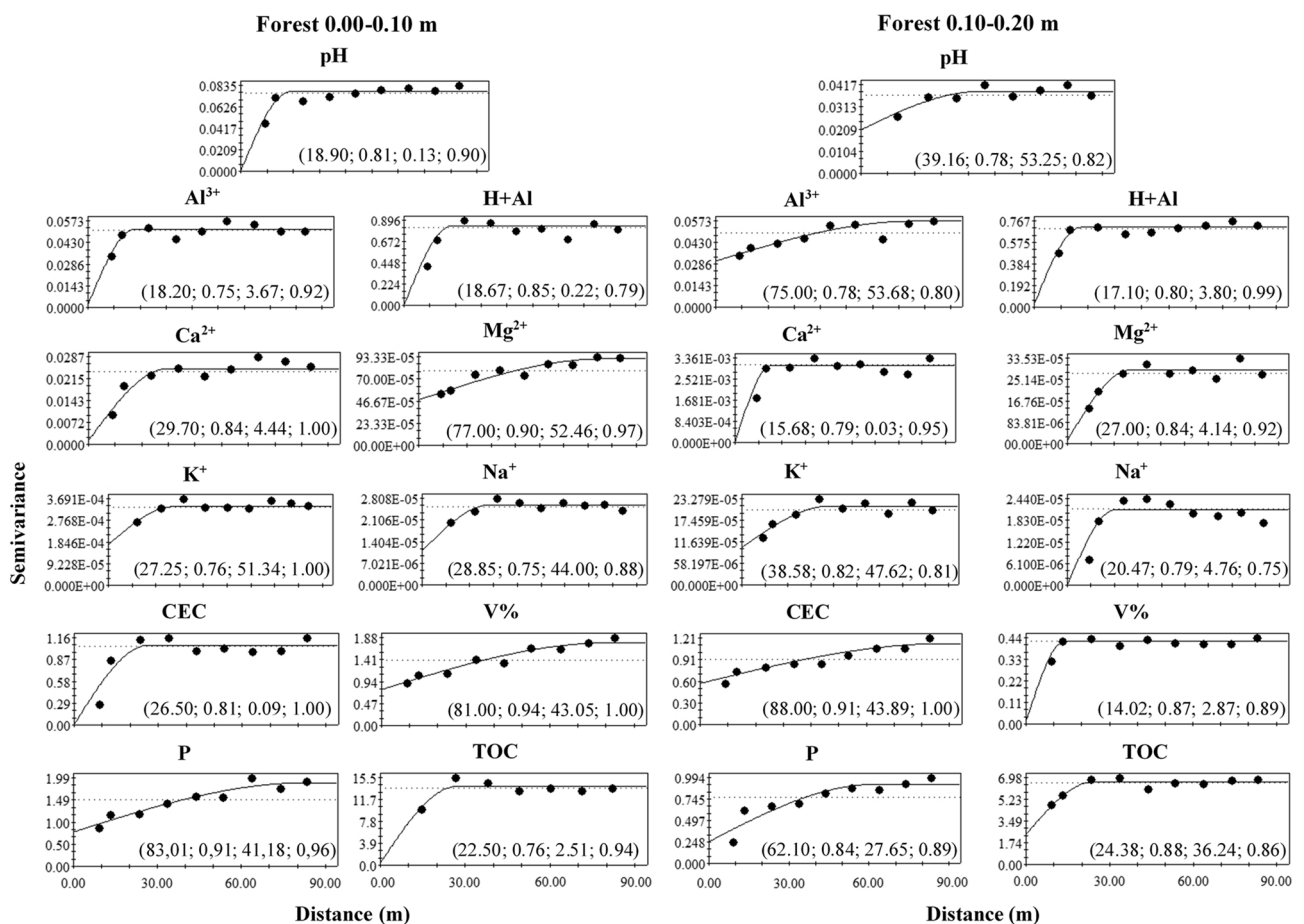 Forest 0.00-0.10 m
Forest 0.10-0.20 m
pH
0.0835
0.0626
0.0417
0.0209
0.0000
(18.90; 0.81; 0.13; 0.90)
pH
0.0417
0.0313
0.0209
0.0104
0.0000
(39.16; 0.78; 53.25; 0.82)
Al³⁺
0.0573
0.0430
0.0286
0.0143
0.0000
(18.20; 0.75; 3.67; 0.92)
H+Al
0.896
0.672
0.448
0.224
0.000
(18.67; 0.85; 0.22; 0.79)
Al³⁺
0.0573
0.0430
0.0286
0.0143
0.0000
(75.00; 0.78; 53.68; 0.80)
H+Al
0.767
0.575
0.384
0.192
0.000
(17.10; 0.80; 3.80; 0.99)
Ca²⁺
0.0287
0.0215
0.0144
0.0072
0.0000
(29.70; 0.84; 4.44; 1.00)
Mg²⁺
93.33E-05
70.00E-05
46.67E-05
23.33E-05
00.00E+00
(77.00; 0.90; 52.46; 0.97)
Ca²⁺
3.361E-03
2.521E-03
1.681E-03
8.403E-04
0.000E+00
(15.68; 0.79; 0.03; 0.95)
Mg²⁺
33.53E-05
25.14E-05
16.76E-05
83.81E-06
00.00E+00
(27.00; 0.84; 4.14; 0.92)
Semivariance
K⁺
3.691E-04
2.768E-04
1.846E-04
9.228E-05
0.000E+00
(27.25; 0.76; 51.34; 1.00)
Na⁺
2.808E-05
2.106E-05
1.404E-05
7.020E-05
0.000E+00
(28.85; 0.75; 44.00; 0.88)
K⁺
23.279E-05
17.459E-05
11.639E-05
58.197E-06
00.000E+00
(38.58; 0.82; 47.62; 0.81)
Na⁺
2.440E-05
1.830E-05
1.220E-05
6.100E-05
0.000E+00
(20.47; 0.79; 4.76; 0.75)
CEC
1.16
0.87
0.58
0.29
0.00
(26.50; 0.81; 0.09; 1.00)
V%
1.88
1.41
0.94
0.47
0.00
(81.00; 0.94; 43.05; 1.00)
CEC
1.21
0.91
0.60
0.30
0.00
(88.00; 0.91; 43.89; 1.00)
V%
0.44
0.33
0.22
0.11
0.00
(14.02; 0.87; 2.87; 0.89)
P
1.99
1.49
1.00
0.50
0.00
(83,01; 0,91; 41,18; 0,96)
0.00 30.00 60.00 90.00
TOC
15.5
11.7
7.8
3.9
0.0
(22.50; 0.76; 2.51; 0.94)
0.00 30.00 60.00 90.00
P
0.994
0.745
0.497
0.248
0.000
(62.10; 0.84; 27.65; 0.89)
0.00 30.00 60.00 90.00
TOC
6.98
5.23
3.49
1.74
0.00
(24.38; 0.88; 36.24; 0.86)
0.00 30.00 60.00 90.00
Distance (m)
Distance (m)